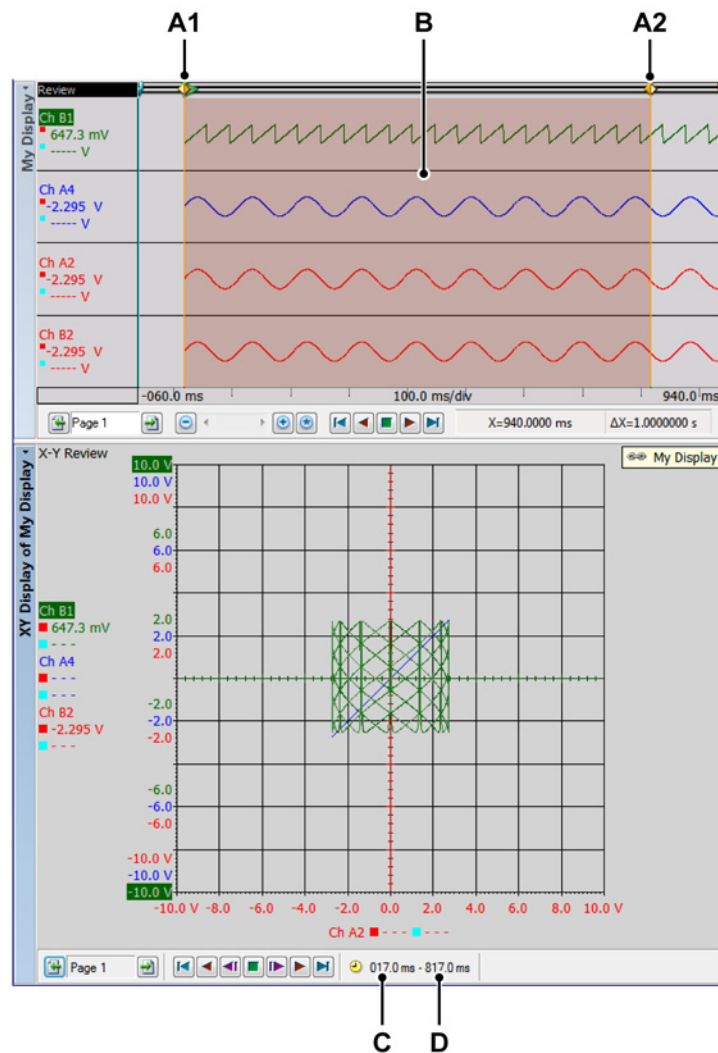 A1 B A2
My Display
Review
Ch B1
647.3 mV
----- V
Ch A4
-2.295 V
----- V
Ch A2
-2.295 V
----- V
Ch B2
-2.295 V
----- V
-060.0 ms 100.0 ms/div 940.0 ms
Page 1 X=940.0000 ms ΔX=1.0000000 s
XY Display of My Display
X-Y Review
My Display
10.0 V
10.0 V
10.0 V
6.0
6.0
6.0
Ch B1
647.3 mV
- - -
Ch A4
- - -
- - -
Ch B2
-2.295 V
- - -
2.0
2.0
2.0
-2.0
-2.0
-2.0
-6.0
-6.0
-6.0
-10.0 V
-10.0 V
-10.0 V
-10.0 V -8.0 -6.0 -4.0 -2.0 0.0 2.0 4.0 6.0 8.0 10.0 V
Ch A2 - - - - - -
Page 1 017.0 ms - 817.0 ms
C D